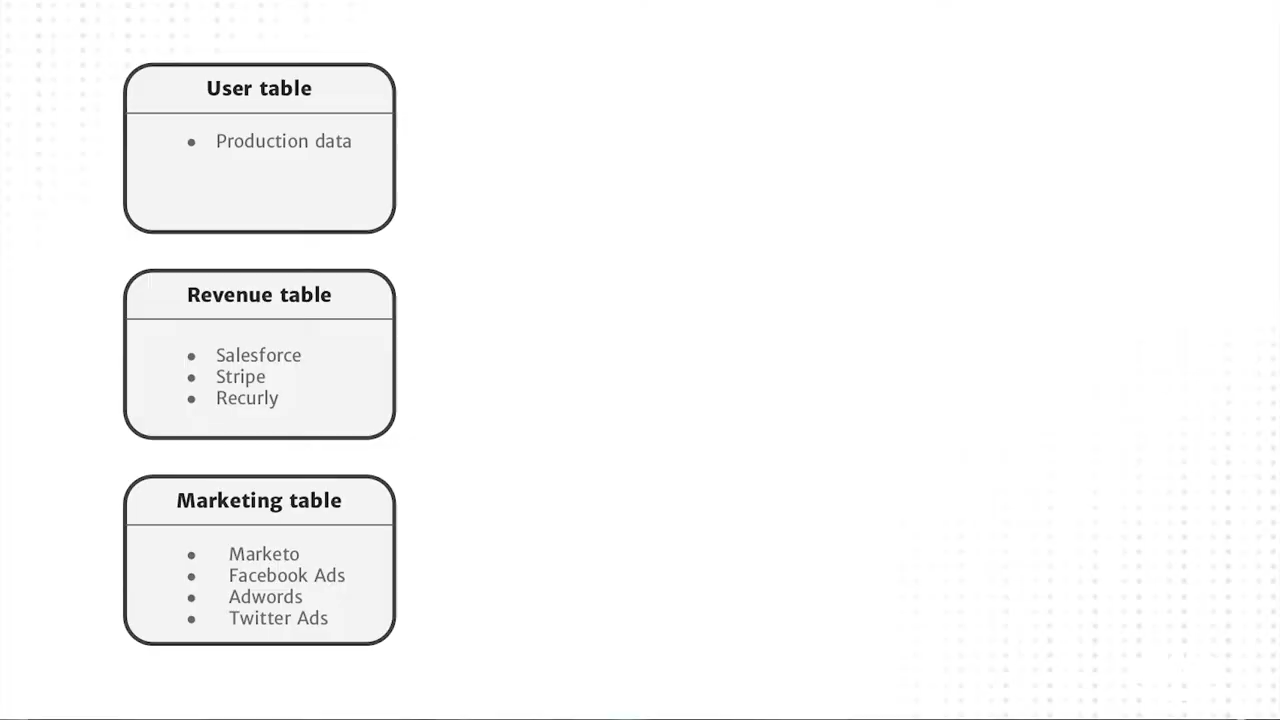 User table
● Production data
Revenue table
● Salesforce
● Stripe
● Recurly
Marketing table
● Marketo
● Facebook Ads
● Adwords
● Twitter Ads